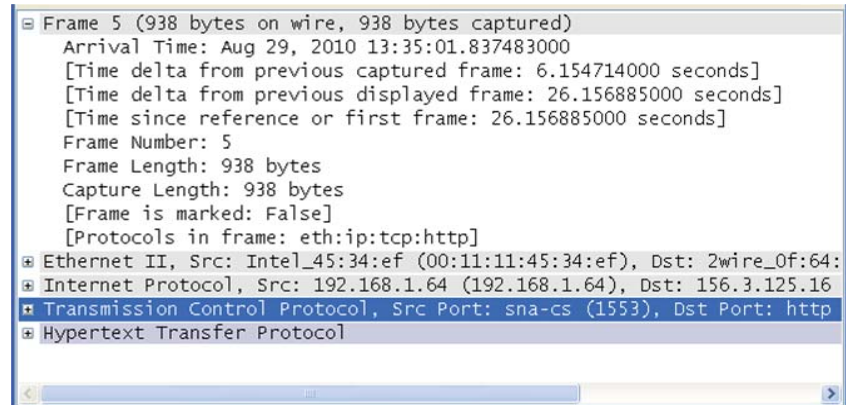 Frame 5 (938 bytes on wire, 938 bytes captured)
Arrival Time: Aug 29, 2010 13:35:01.837483000
[Time delta from previous captured frame: 6.154714000 seconds]
[Time delta from previous displayed frame: 26.156885000 seconds]
[Time since reference or first frame: 26.156885000 seconds]
Frame Number: 5
Frame Length: 938 bytes
Capture Length: 938 bytes
[Frame is marked: False]
[Protocols in frame: eth:ip:tcp:http]
Ethernet II, Src: Intel_45:34:ef (00:11:11:45:34:ef), Dst: 2wire_0f:64:
Internet Protocol, Src: 192.168.1.64 (192.168.1.64), Dst: 156.3.125.16
Transmission Control Protocol, Src Port: sna-cs (1553), Dst Port: http
Hypertext Transfer Protocol